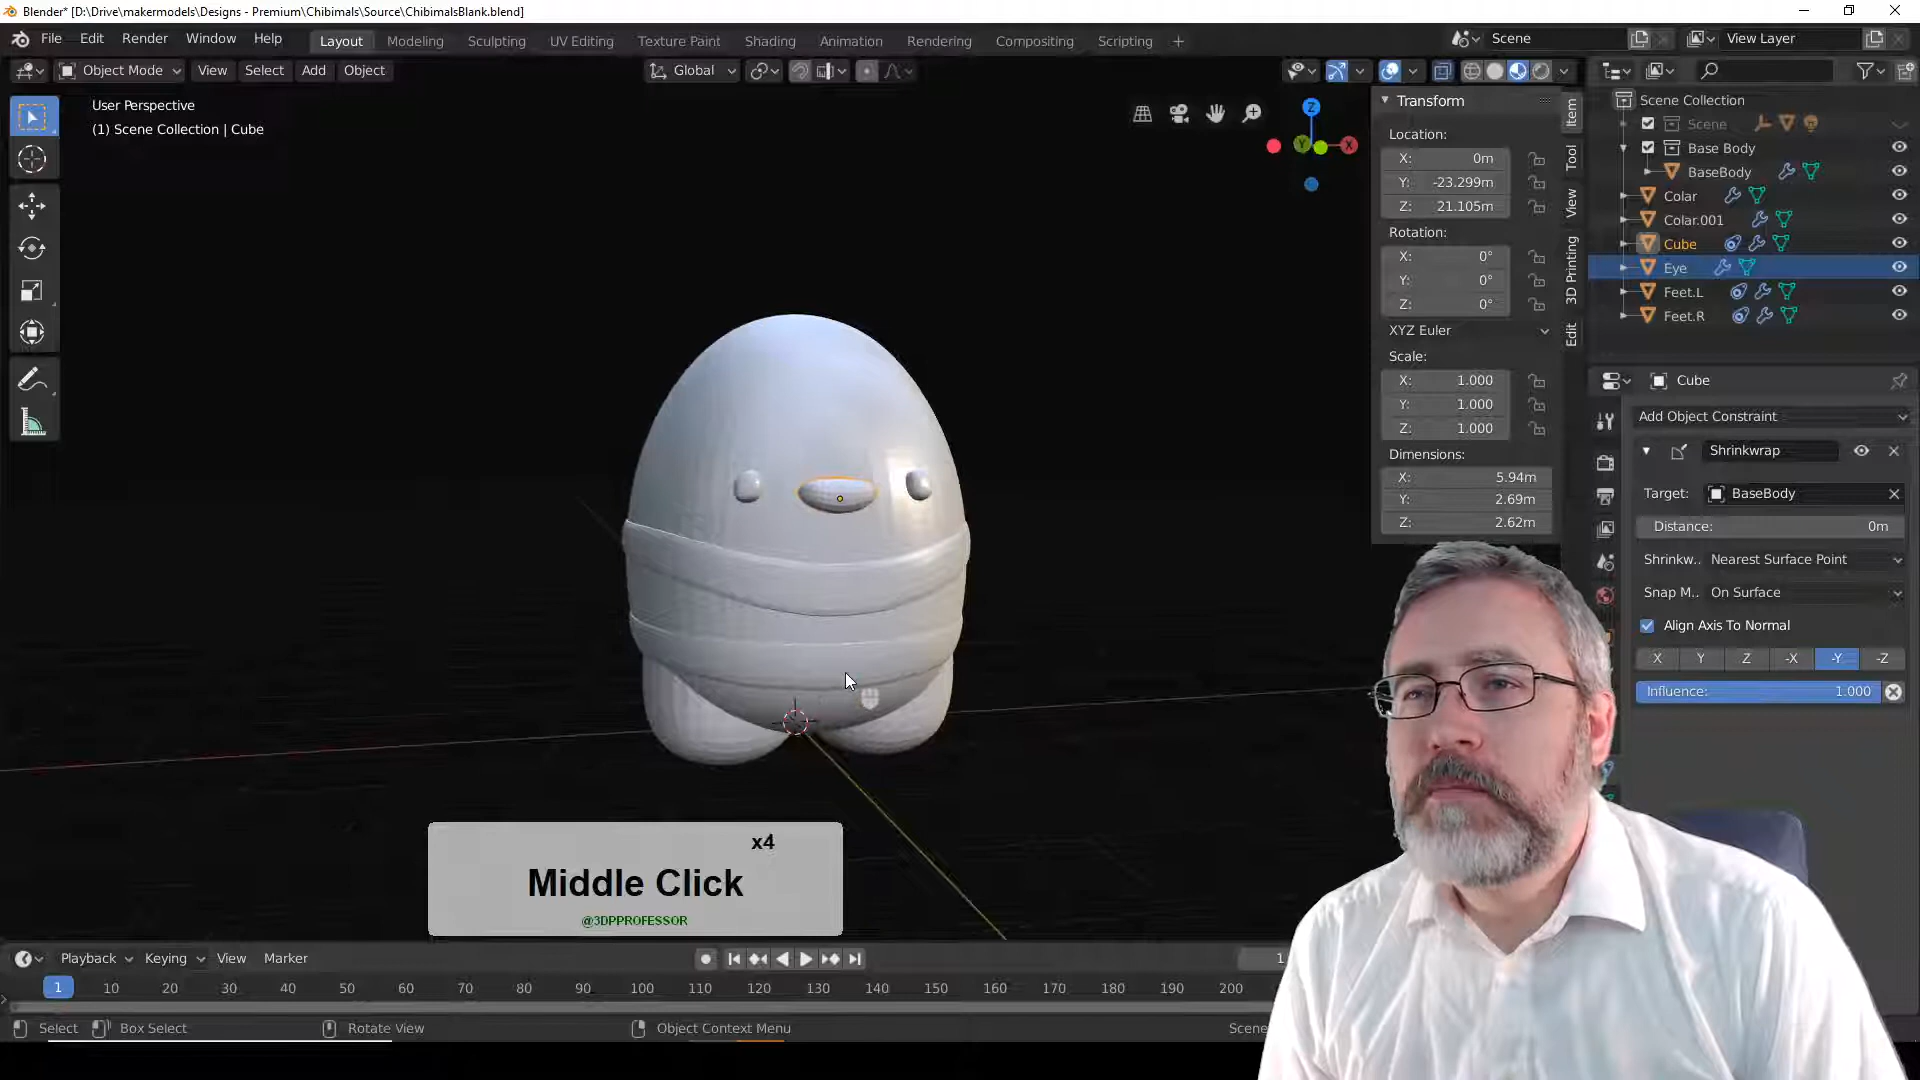 Blender* [D:\Drive\makermodels\Designs - Premium\Chibimals\Source\ChibimalsBlank.blend]
File Edit Render Window Help
Layout Modeling Sculpting UV Editing Texture Paint Shading Animation Rendering Compositing Scripting +
Scene View Layer
Object Mode View Select Add Object
Global
User Perspective
(1) Scene Collection | Cube
Z
Y
X
Transform
Location:
X: 0m
Y: -23.299m
Z: 21.105m
Rotation:
X: 0°
Y: 0°
Z: 0°
XYZ Euler
Scale:
X: 1.000
Y: 1.000
Z: 1.000
Dimensions:
X: 5.94m
Y: 2.69m
Z: 2.62m
Item
Tool
View
3D Printing
Edit
Scene Collection
Scene
Base Body
BaseBody
Colar
Colar.001
Cube
Eye
Feet.L
Feet.R
Cube
Add Object Constraint
Shrinkwrap
Target: BaseBody
Distance: 0m
Shrinkw.. Nearest Surface Point
Snap M.. On Surface
Align Axis To Normal
X Y Z -X -Y -Z
Influence: 1.000
x4
Middle Click
@3DPPROFESSOR
Playback Keying View Marker
1
1 10 20 30 40 50 60 70 80 90 100 110 120 130 140 150 160 170 180 190 200
Select Box Select Rotate View Object Context Menu
Scene